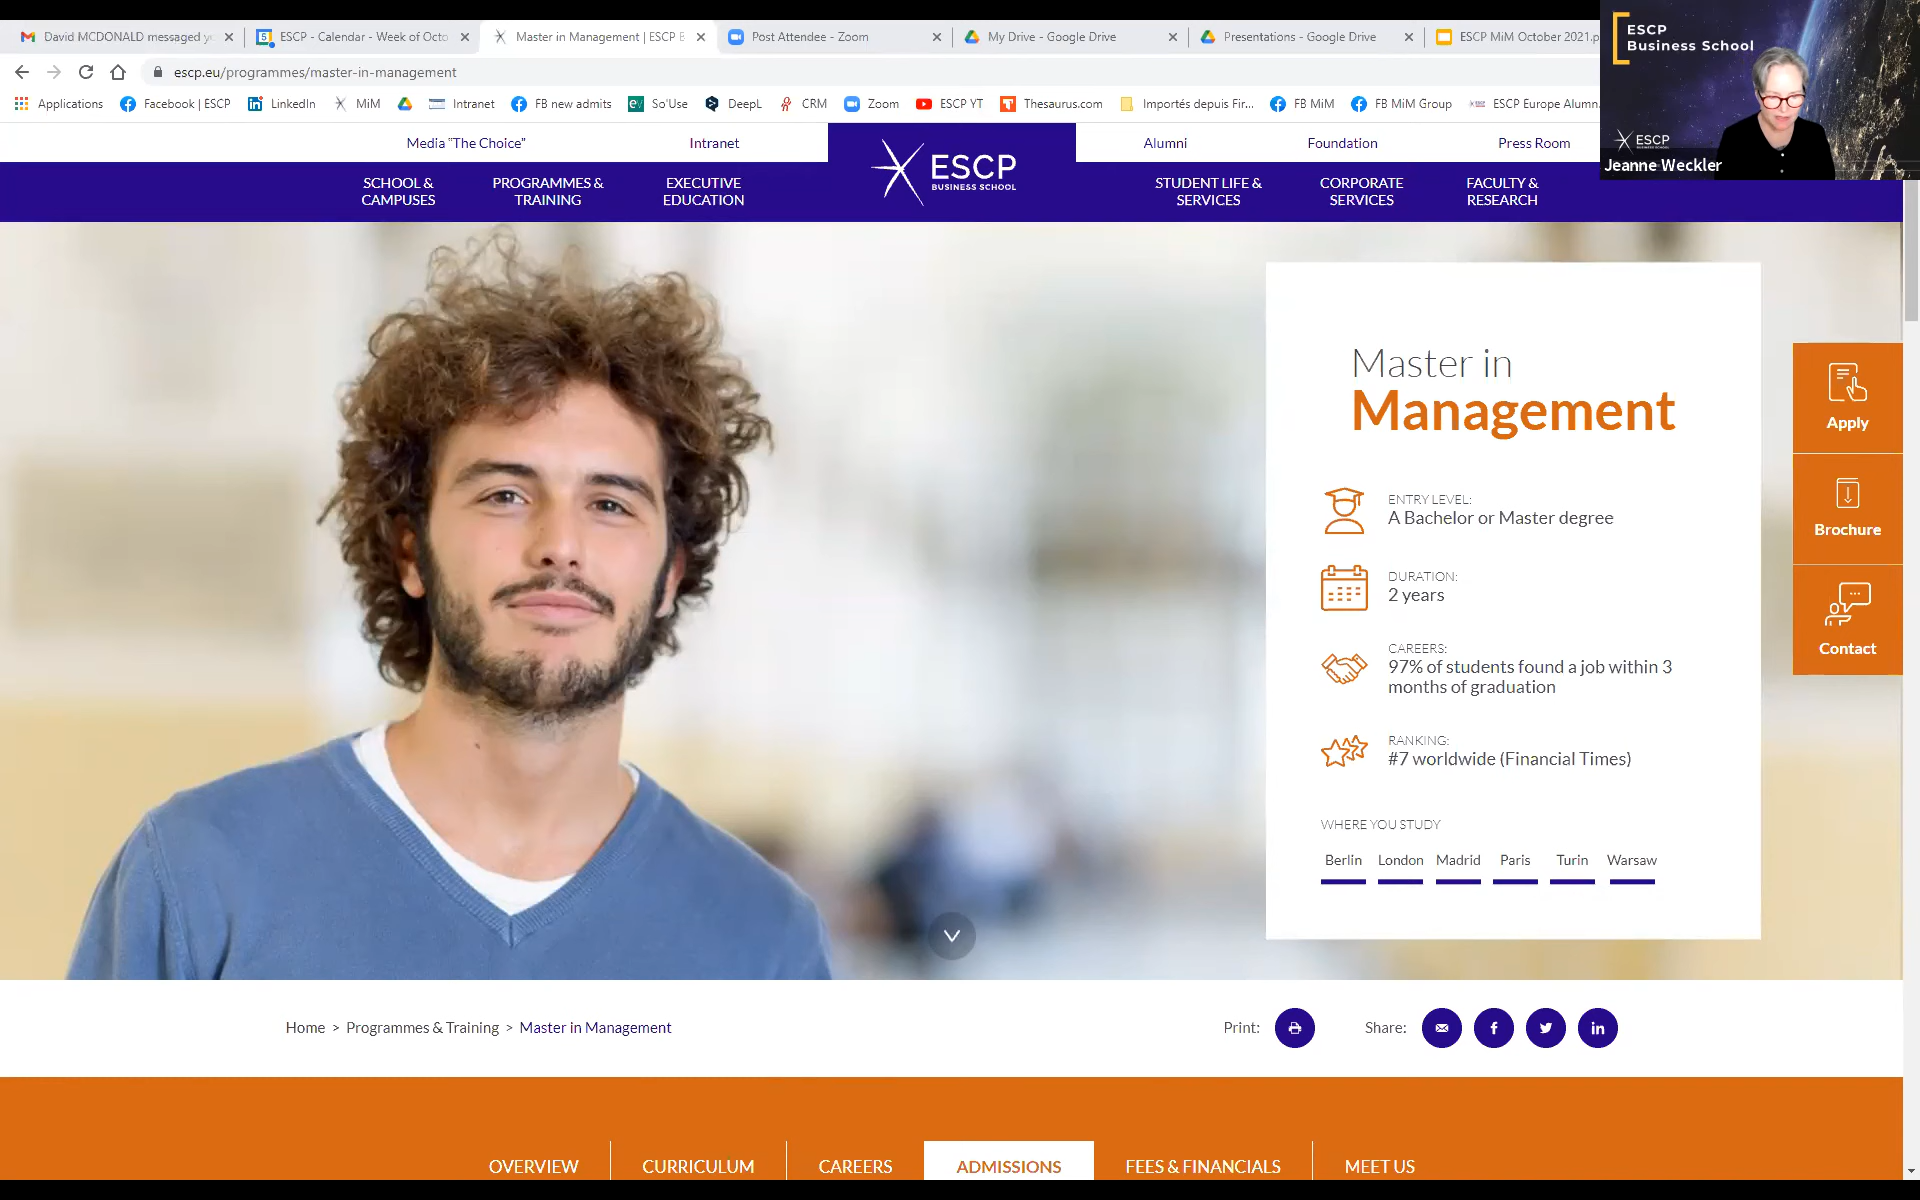 David MCDONALD messaged
ESCP - Calendar - Week of Octo
Master in Management | ESCP
Post Attendee - Zoom
My Drive - Google Drive
Presentations - Google Drive
ESCP MiM October 2021.p
escp.eu/programmes/master-in-management
Applications
Facebook | ESCP
LinkedIn
MiM
Intranet
FB new admits
So'Use
DeepL
CRM
Zoom
ESCP YT
Thesaurus.com
Importés depuis Fir...
FB MiM
FB MiM Group
ESCP Europe Alumn
ESCP
Business School
ESCP
BUSINESS SCHOOL
Jeanne Weckler
Media "The Choice"
Intranet
Alumni
Foundation
Press Room
SCHOOL &
CAMPUSES
PROGRAMMES &
TRAINING
EXECUTIVE
EDUCATION
ESCP
BUSINESS SCHOOL
STUDENT LIFE &
SERVICES
CORPORATE
SERVICES
FACULTY &
RESEARCH
Master in
Management
ENTRY LEVEL:
A Bachelor or Master degree
DURATION:
2 years
CAREERS:
97% of students found a job within 3
months of graduation
RANKING:
#7 worldwide (Financial Times)
WHERE YOU STUDY
Berlin London Madrid Paris Turin Warsaw
Apply
Brochure
Contact
Home > Programmes & Training > Master in Management
Print:
Share:
OVERVIEW
CURRICULUM
CAREERS
ADMISSIONS
FEES & FINANCIALS
MEET US